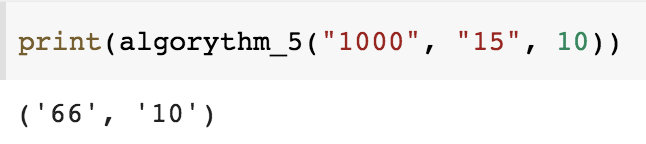 print(algorythm_5("1000", "15", 10))
('66', '10')